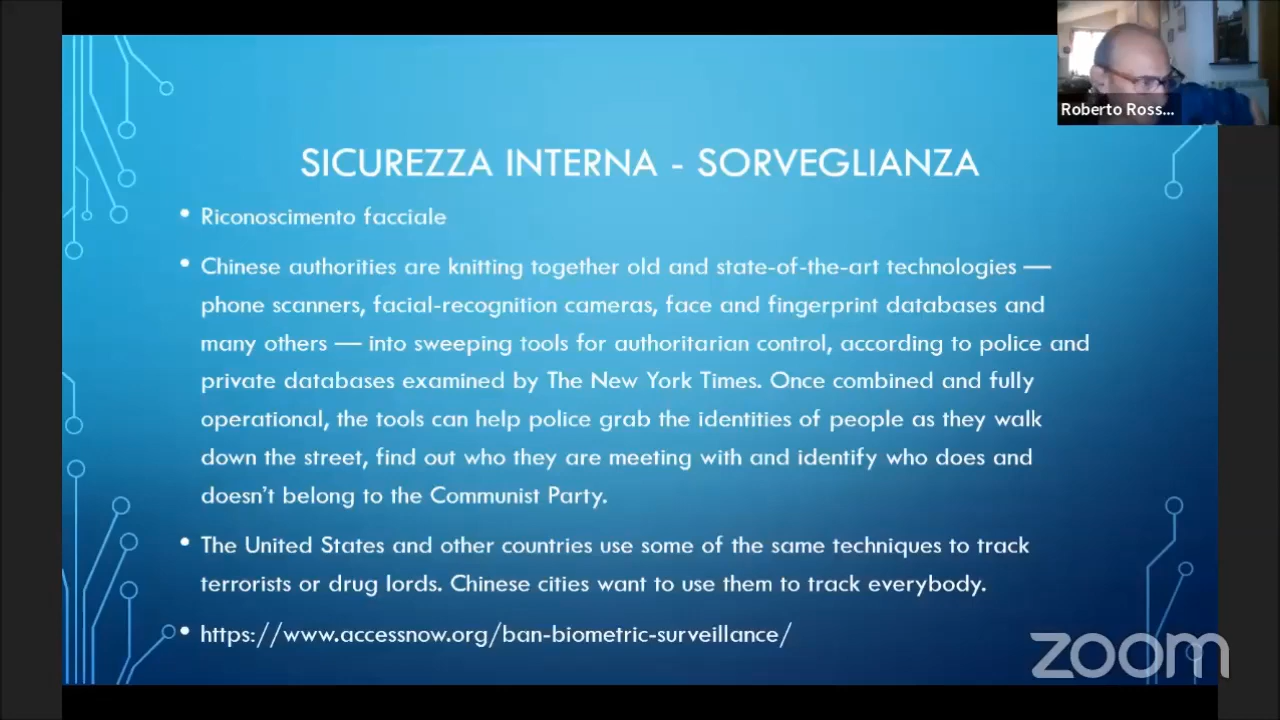 Roberto Ross...
SICUREZZA INTERNA - SORVEGLIANZA
• Riconoscimento facciale
• Chinese authorities are knitting together old and state-of-the-art technologies —
phone scanners, facial-recognition cameras, face and fingerprint databases and
many others — into sweeping tools for authoritarian control, according to police and
private databases examined by The New York Times. Once combined and fully
operational, the tools can help police grab the identities of people as they walk
down the street, find out who they are meeting with and identify who does and
doesn’t belong to the Communist Party.
• The United States and other countries use some of the same techniques to track
terrorists or drug lords. Chinese cities want to use them to track everybody.
• https://www.accessnow.org/ban-biometric-surveillance/
zoom